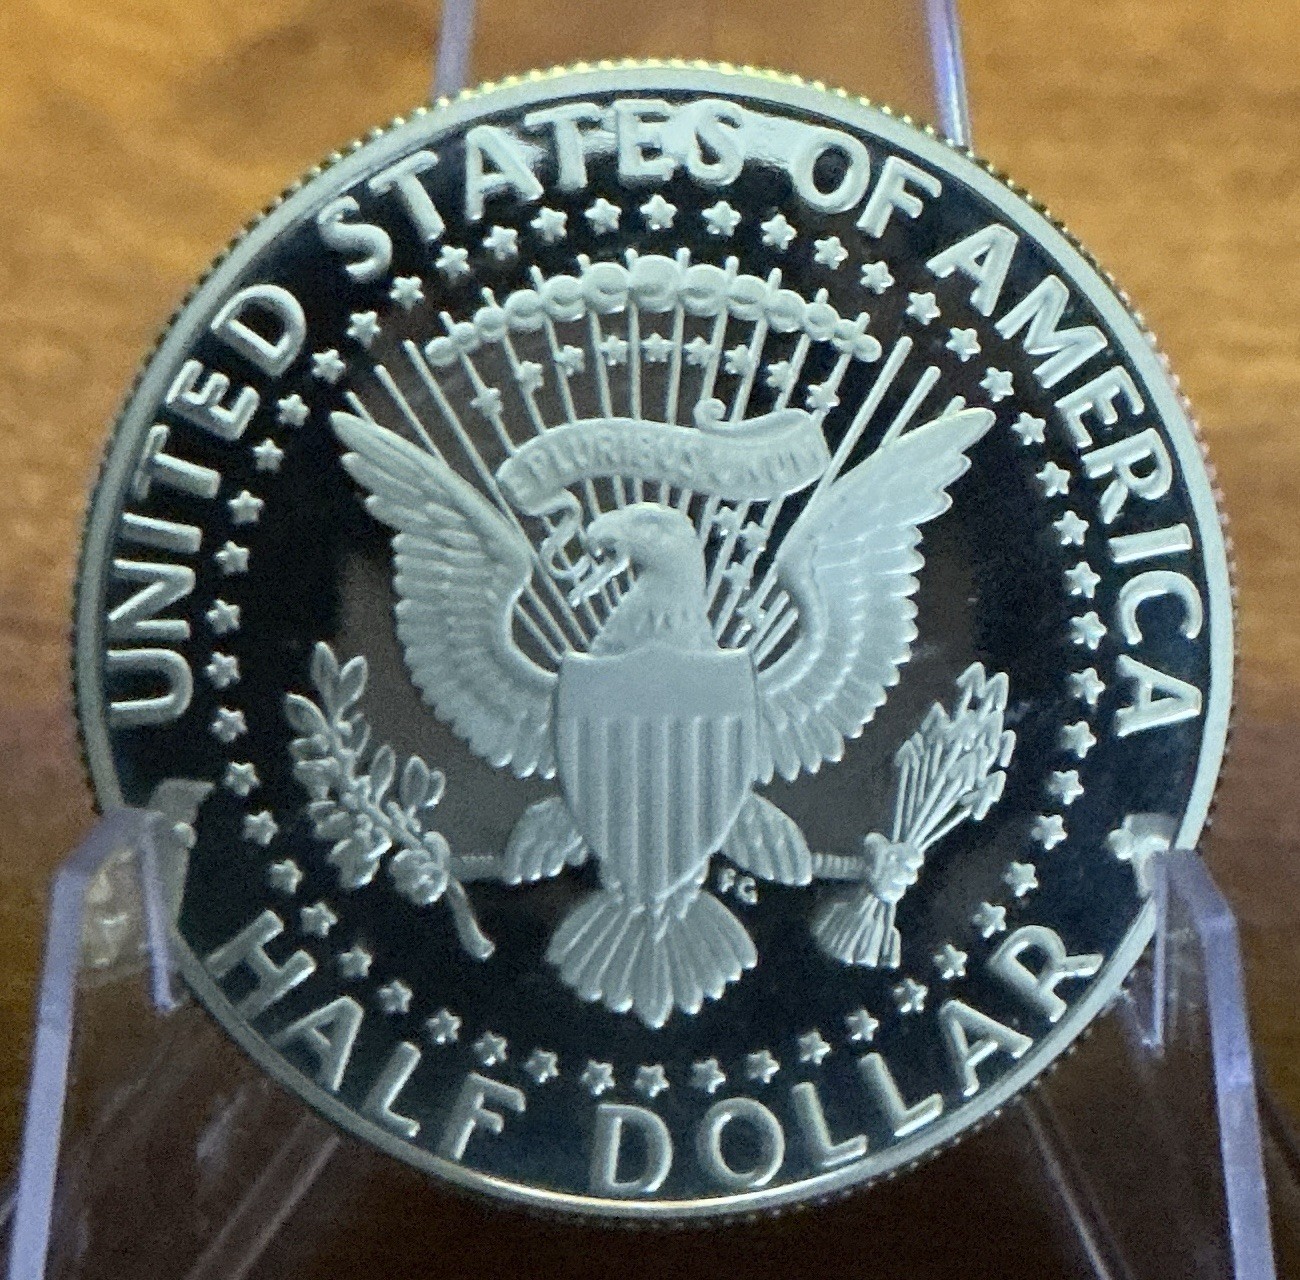 UNITED STATES OF AMERICA
E PLURIBUS UNUM
FG
HALF DOLLAR